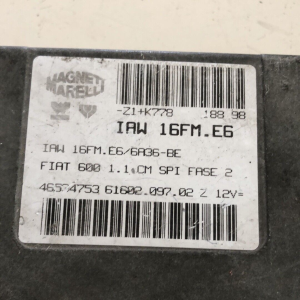 MAGNETI
MARELLI
-Z1+K778 188 98
IAW 16FM.E6
IAW 16FM.E6/6A36-BE
FIAT 600 1.1 CM SPI FASE 2
61602.097.02 Z 12V=